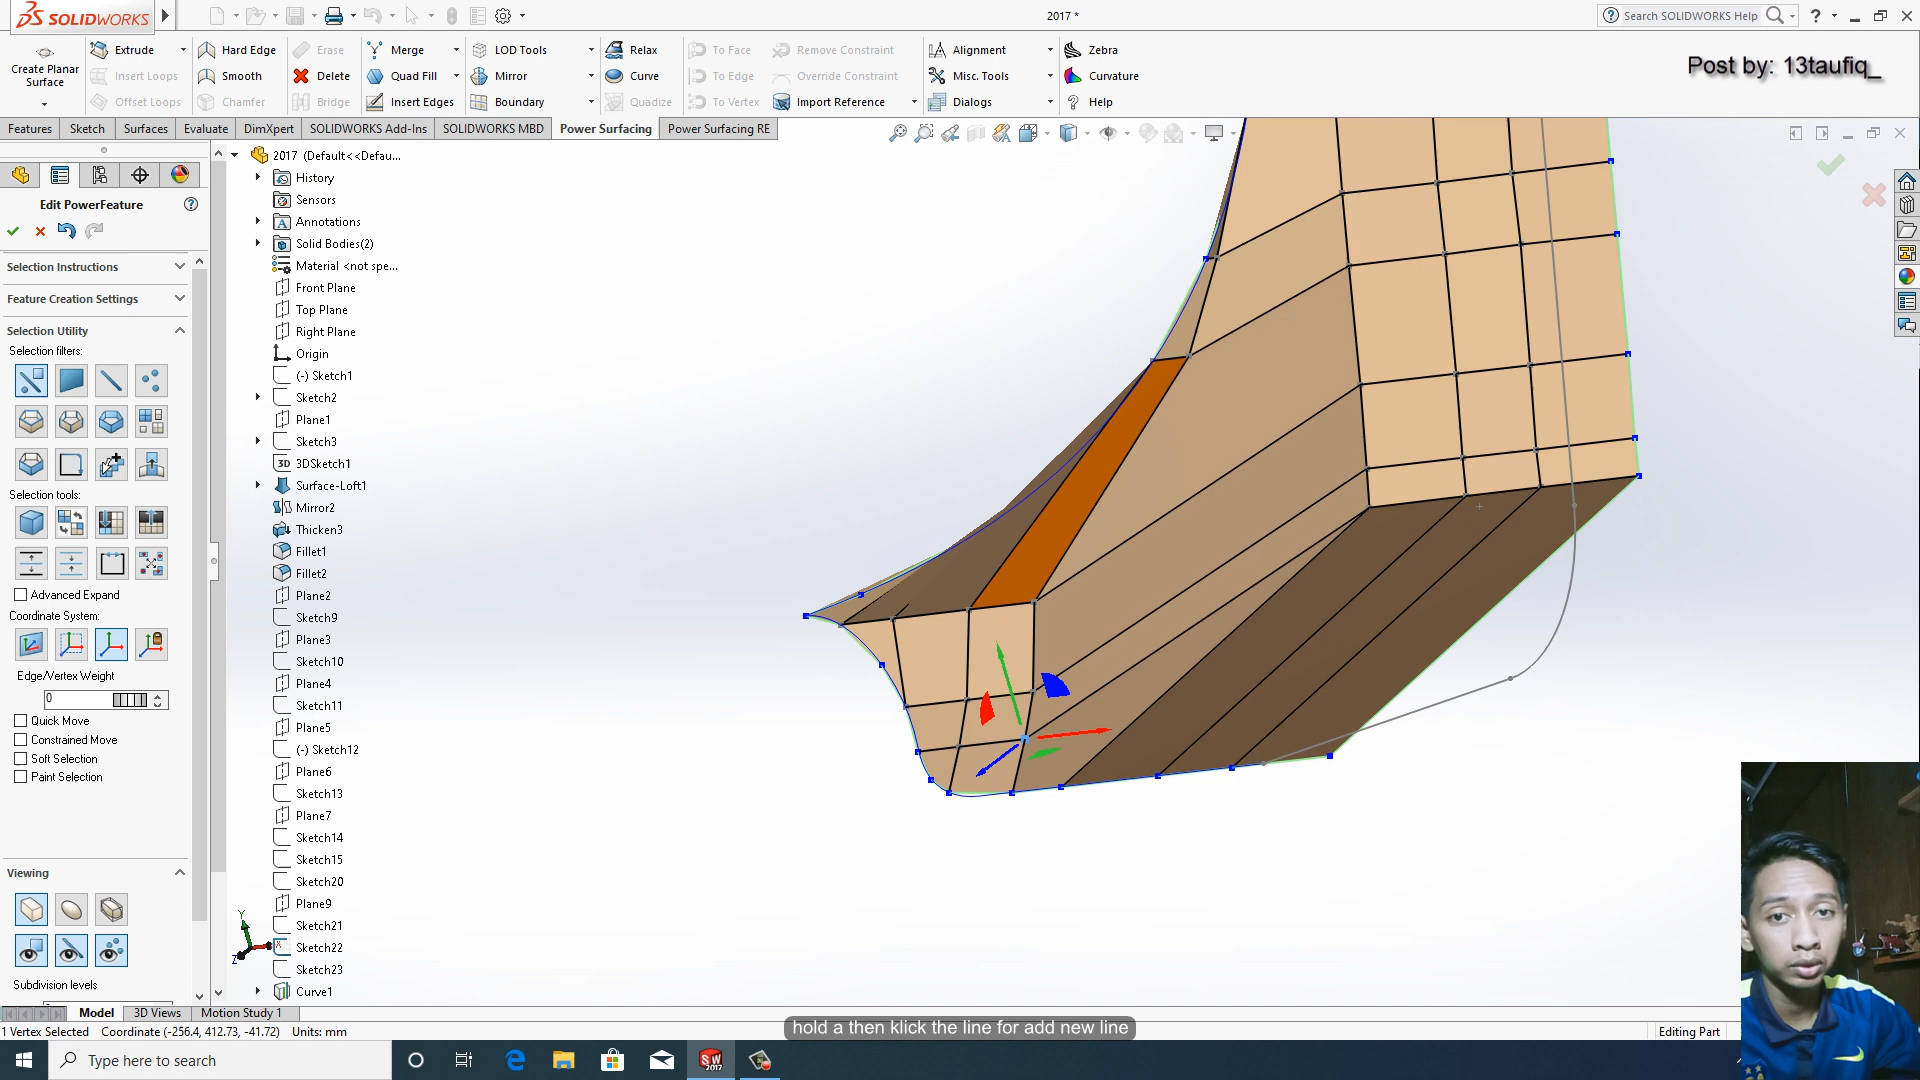 SOLIDWORKS
2017 *
Search SOLIDWORKS Help
Create Planar Surface
Extrude
Insert Loops
Offset Loops
Hard Edge
Smooth
Chamfer
Erase
Delete
Bridge
Merge
Quad Fill
Insert Edges
LOD Tools
Mirror
Boundary
Relax
Curve
Quadize
To Face
To Edge
To Vertex
Remove Constraint
Override Constraint
Import Reference
Alignment
Misc. Tools
Dialogs
Zebra
Curvature
Help
Post by: 13taufiq_
Features
Sketch
Surfaces
Evaluate
DimXpert
SOLIDWORKS Add-Ins
SOLIDWORKS MBD
Power Surfacing
Power Surfacing RE
Edit PowerFeature
Selection Instructions
Feature Creation Settings
Selection Utility
Selection filters:
Selection tools:
Advanced Expand
Coordinate System:
Edge/Vertex Weight
0
Quick Move
Constrained Move
Soft Selection
Paint Selection
Viewing
Subdivision levels
2017 (Default<<Defau...
History
Sensors
Annotations
Solid Bodies(2)
Material <not spe...
Front Plane
Top Plane
Right Plane
Origin
(-) Sketch1
Sketch2
Plane1
Sketch3
3D 3DSketch1
Surface-Loft1
Mirror2
Thicken3
Fillet1
Fillet2
Plane2
Sketch9
Plane3
Sketch10
Plane4
Sketch11
Plane5
(-) Sketch12
Plane6
Sketch13
Plane7
Sketch14
Sketch15
Sketch20
Plane9
Sketch21
Sketch22
Sketch23
Curve1
Y
X
Z
Model
3D Views
Motion Study 1
1 Vertex Selected Coordinate (-256.4, 412.73, -41.72) Units: mm
hold a then klick the line for add new line
Editing Part
Type here to search
SW 2017